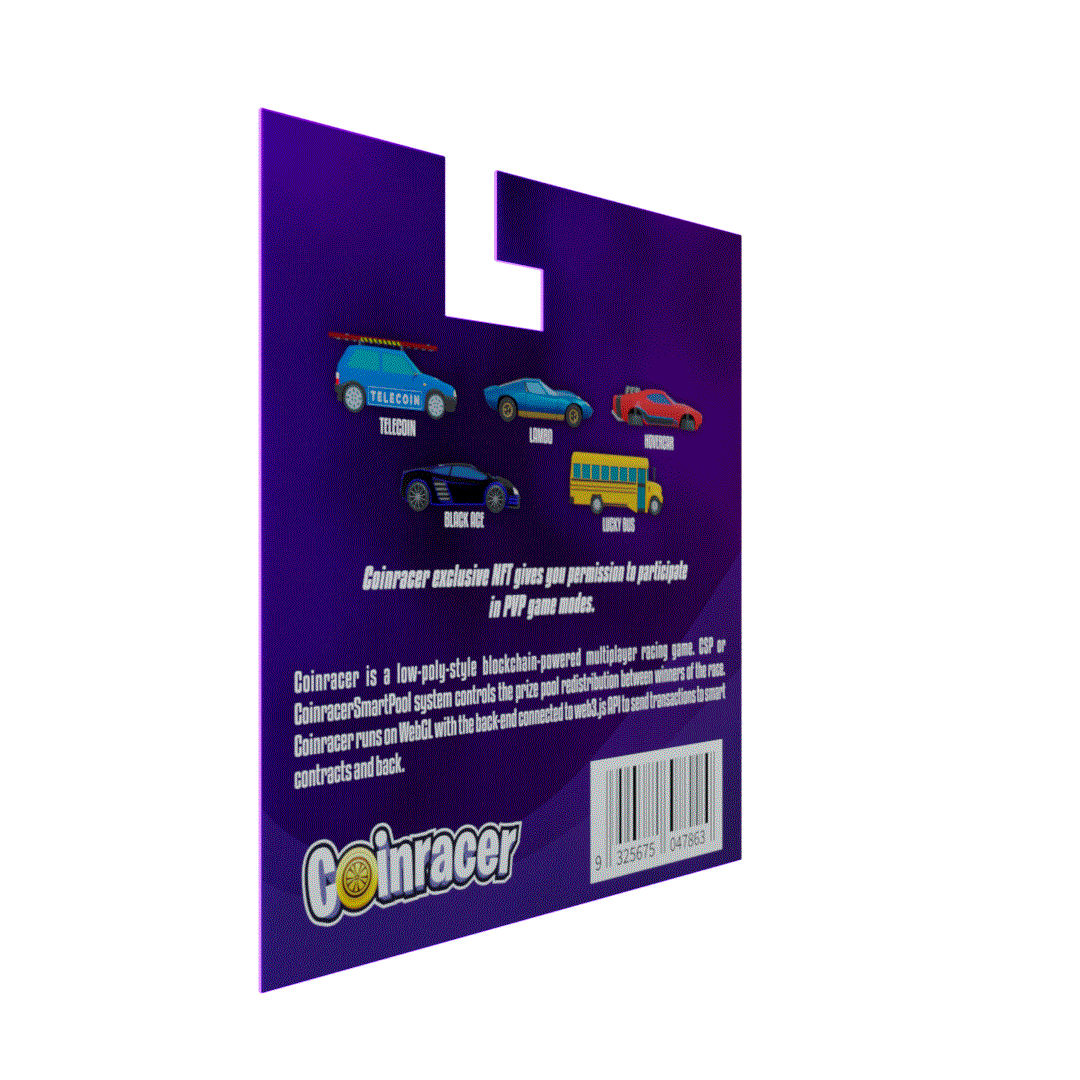 TELECOIN
TELECOIN
LAMBO
HOVERCAR
BLACK ACE
LUCKY BUS
Coinracer exclusive NFT gives you permission to participate
in PVP game modes.
Coinracer is a low-poly-style blockchain-powered multiplayer racing game. CSP or
CoinracerSmartPool system controls the prize pool redistribution between winners of the race.
Coinracer runs on WebGL with the back-end connected to web3.js API to send transactions to smart
contracts and back.
Coinracer
9 325675 047863